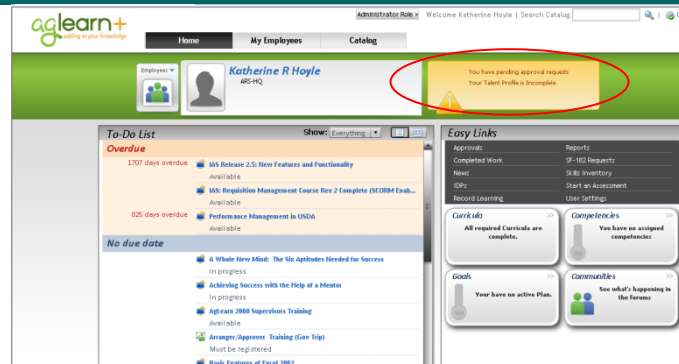 aglearn+
adding to your knowledge
Administrator Role > Welcome Katherine Hoyle | Search Catalog
Home My Employees Catalog
Employees
Katherine R Hoyle
ARS-HQ
You have pending approval requests
Your Talent Profile is Incomplete
To-Do List Show: Everything
Overdue
1707 days overdue IAS Release 2.5: New Features and Functionality
Available
IAS: Requisition Management Course Rev 2 Complete (SCORM Enab...
Available
825 days overdue Performance Management in USDA
Available
No due date
A Whole New Mind: The Six Aptitudes Needed for Success
In progress
Achieving Success with the Help of a Mentor
In progress
AgLearn 2008 Supervisors Training
Available
Arranger/Approver Training (Gov Trip)
Must be registered
Basic Features of Excel 2002
Easy Links
Approvals Reports
Completed Work SF-182 Requests
News Skills Inventory
IDPs Start an Assessment
Record Learning User Settings
Curricula >>
All required Curricula are
complete.
Competencies >>
You have no assigned
competencies
Goals >>
Your have no active Plan.
Communities >>
See what's happening in
the forums